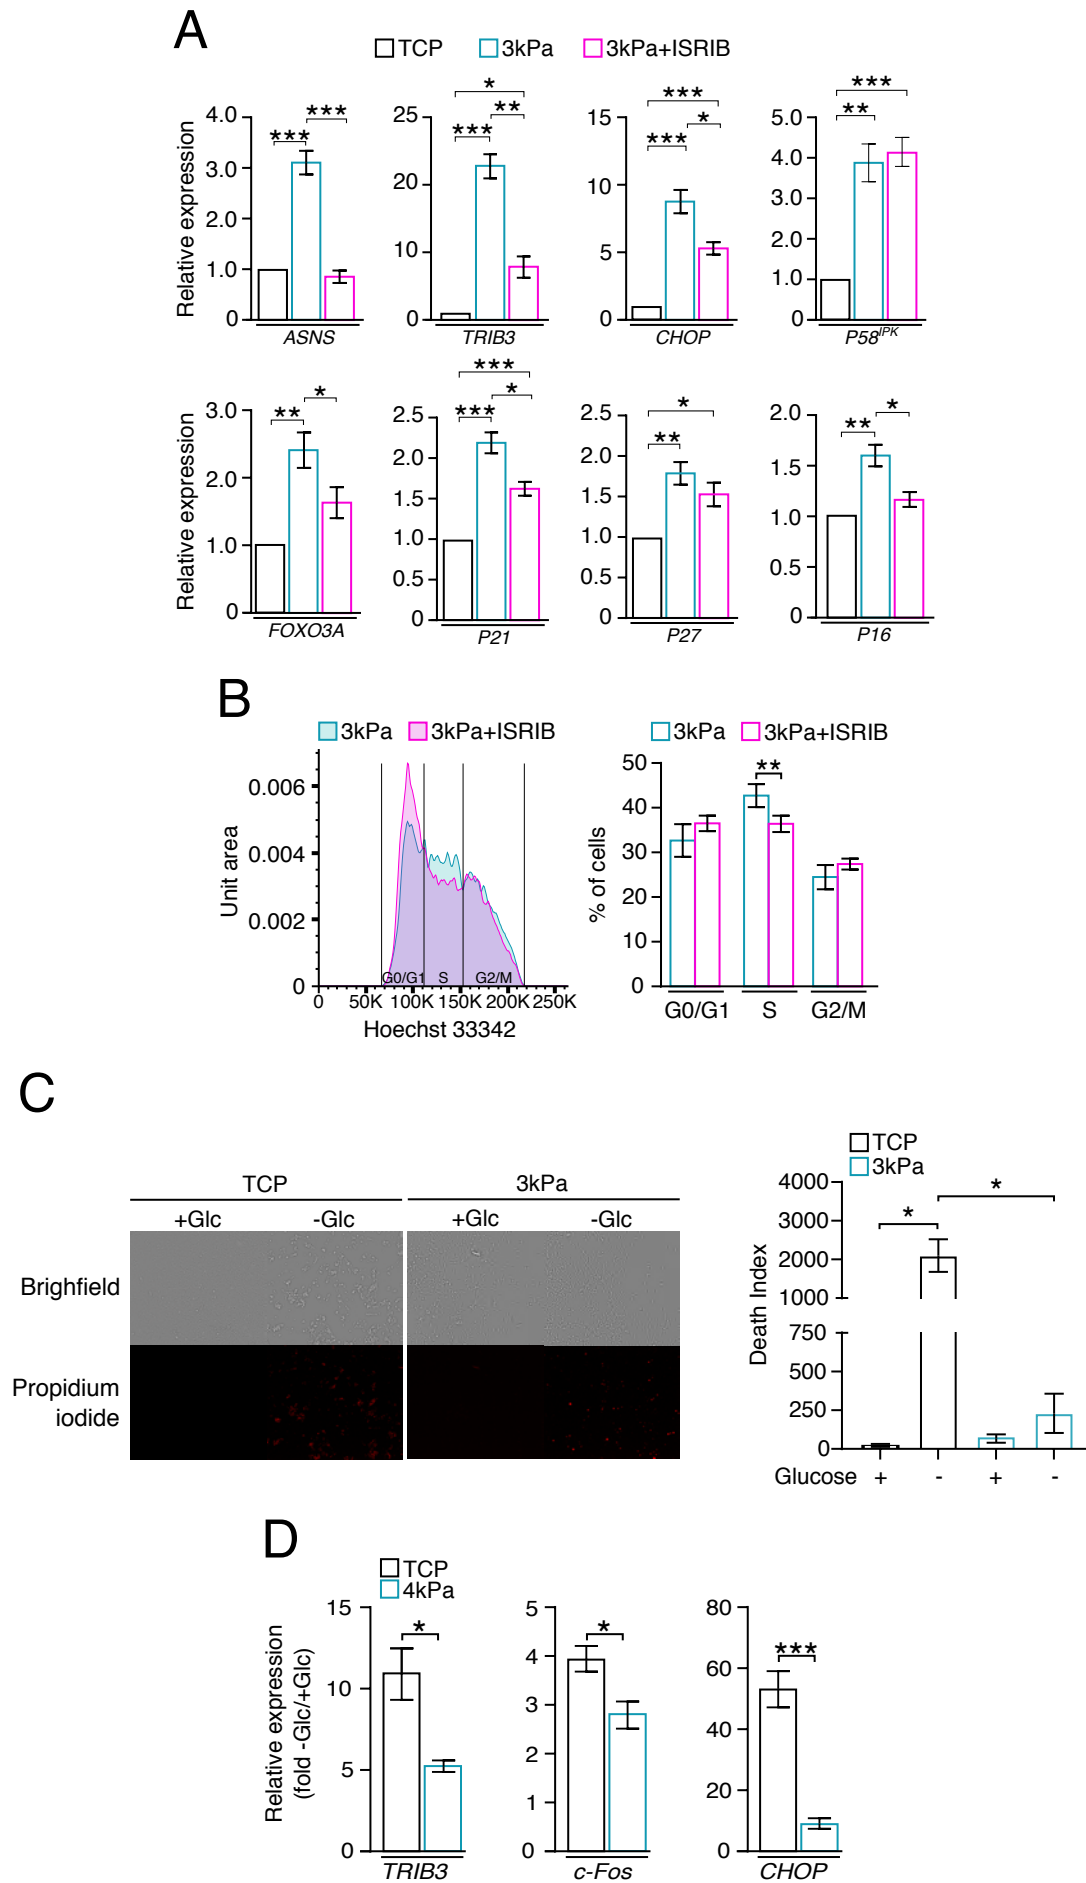 A
TCP 3kPa 3kPa+ISRIB
Relative expression
4.0
3.0
2.0
1.0
0
*** ***
ASNS
25
20
10
0
*
**
***
TRIB3
15
10
5
0
***
*
***
CHOP
5.0
4.0
3.0
2.0
1.0
0
***
**
P58IPK
Relative expression
3.0
2.0
1.0
0
*
**
FOXO3A
2.5
2.0
1.5
1.0
0.5
0
***
*
***
P21
2.5
2.0
1.5
1.0
0.5
0
*
**
P27
2.0
1.5
1.0
0.5
0
*
**
P16
B
3kPa 3kPa+ISRIB
Unit area
0.006
0.004
0.002
0
G0/G1 S G2/M
0 50K 100K 150K 200K 250K
Hoechst 33342
3kPa 3kPa+ISRIB
% of cells
50
40
30
20
10
0
**
G0/G1 S G2/M
C
TCP 3kPa
+Glc -Glc +Glc -Glc
Brighfield
Propidium
iodide
TCP
3kPa
Death Index
4000
3000
2000
1000
750
500
250
0
*
*
Glucose + - + -
D
TCP
4kPa
Relative expression
(fold -Glc/+Glc)
15
10
5
0
*
TRIB3
5
4
3
2
1
0
*
c-Fos
80
60
40
20
0
***
CHOP